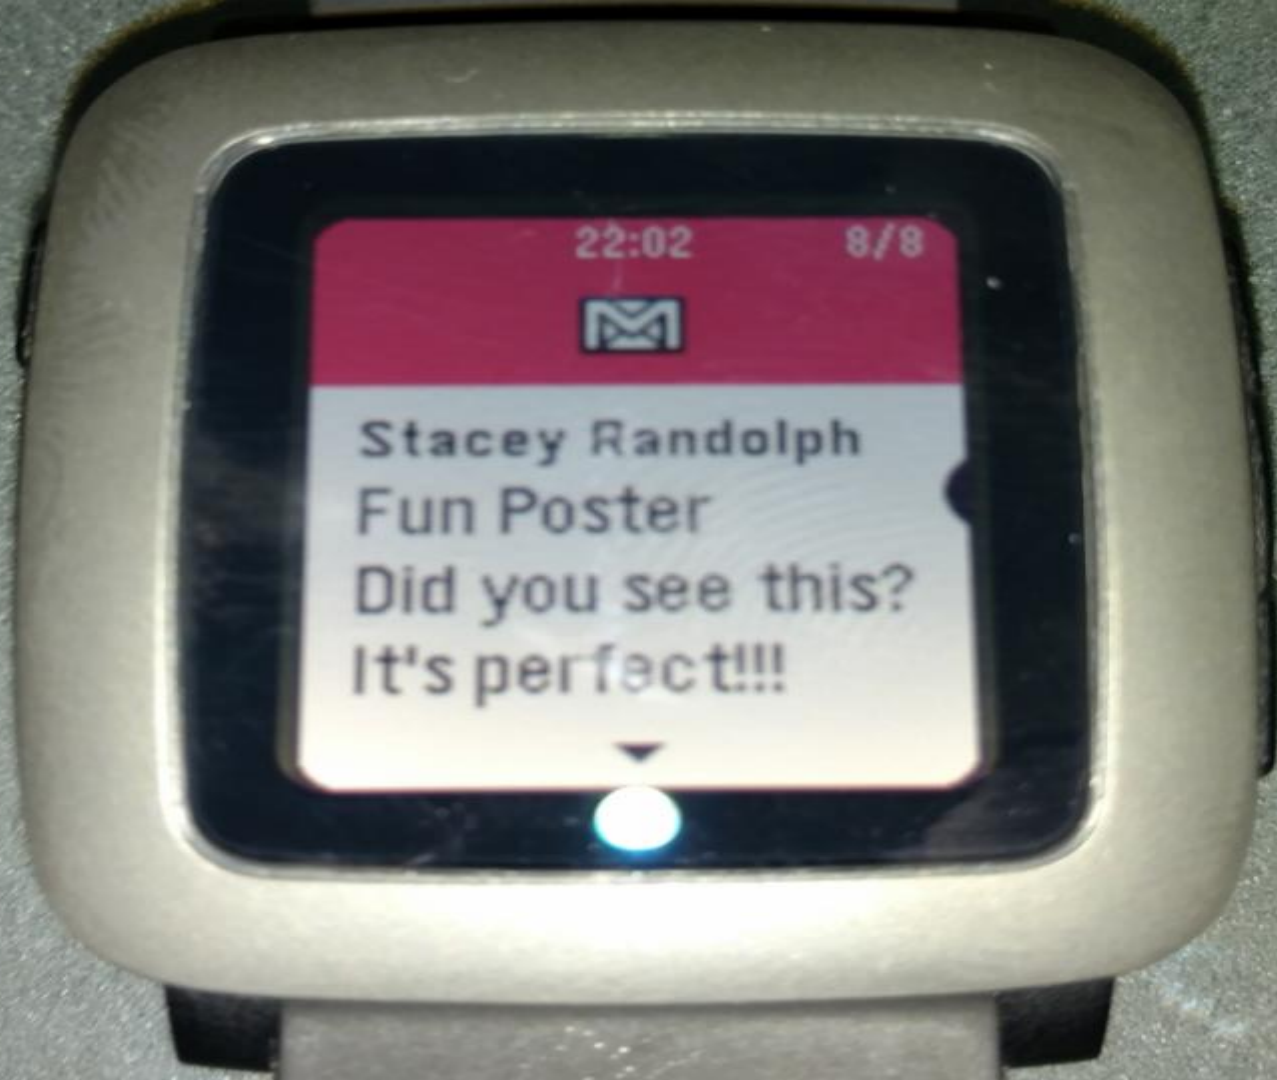 22:02 8/8
Stacey Randolph
Fun Poster
Did you see this?
It's perfect!!!